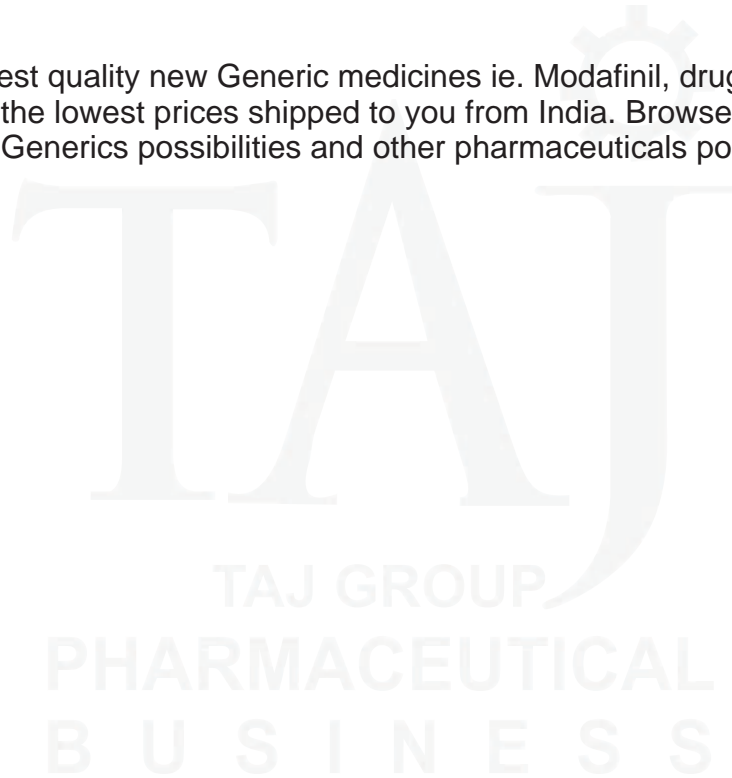 est quality new Generic medicines ie. Modafinil, drug
the lowest prices shipped to you from India. Browse
Generics possibilities and other pharmaceuticals po
TAJ
TAJ GROUP
PHARMACEUTICAL
BUSINESS